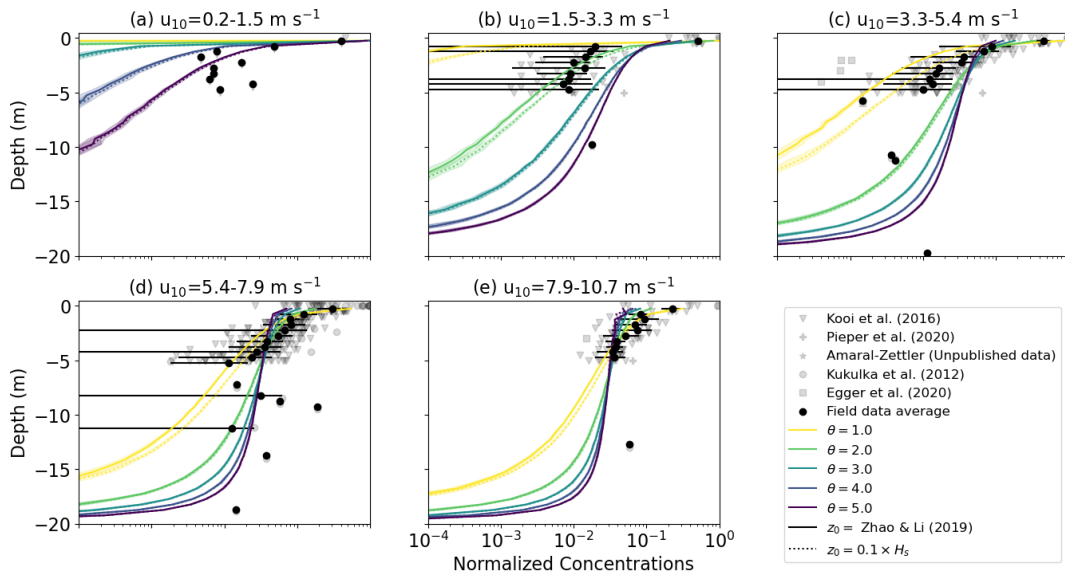 (a) u₁₀=0.2-1.5 m s⁻¹
(b) u₁₀=1.5-3.3 m s⁻¹
(c) u₁₀=3.3-5.4 m s⁻¹
Depth (m)
0
−5
−10
−15
−20
(d) u₁₀=5.4-7.9 m s⁻¹
(e) u₁₀=7.9-10.7 m s⁻¹
Depth (m)
0
−5
−10
−15
−20
10⁻⁴ 10⁻³ 10⁻² 10⁻¹ 10⁰
Normalized Concentrations
Kooi et al. (2016)
Pieper et al. (2020)
Amaral-Zettler (Unpublished data)
Kukulka et al. (2012)
Egger et al. (2020)
Field data average
θ = 1.0
θ = 2.0
θ = 3.0
θ = 4.0
θ = 5.0
z₀ = Zhao & Li (2019)
z₀ = 0.1 × Hₛ